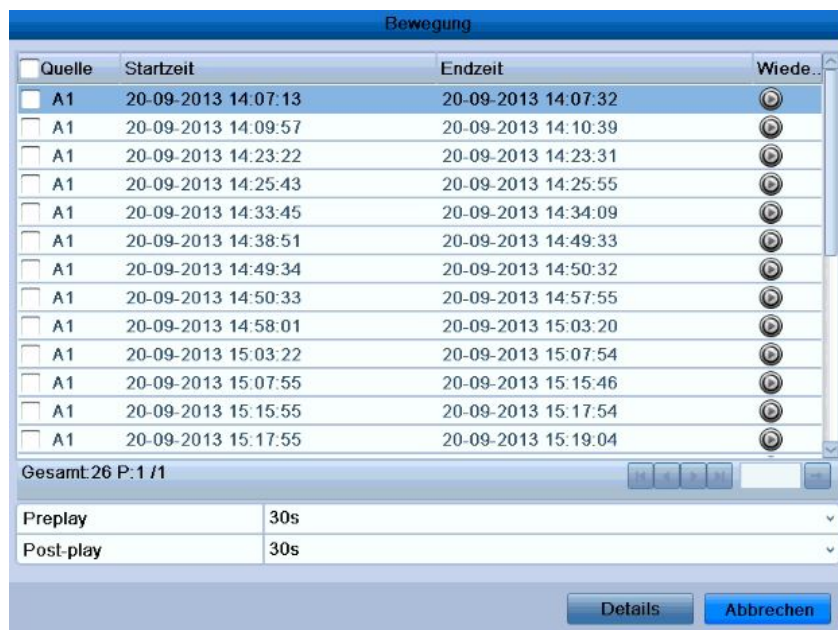 Bewegung
Quelle Startzeit Endzeit Wiede..
A1 20-09-2013 14:07:13 20-09-2013 14:07:32
A1 20-09-2013 14:09:57 20-09-2013 14:10:39
A1 20-09-2013 14:23:22 20-09-2013 14:23:31
A1 20-09-2013 14:25:43 20-09-2013 14:25:55
A1 20-09-2013 14:33:45 20-09-2013 14:34:09
A1 20-09-2013 14:38:51 20-09-2013 14:49:33
A1 20-09-2013 14:49:34 20-09-2013 14:50:32
A1 20-09-2013 14:50:33 20-09-2013 14:57:55
A1 20-09-2013 14:58:01 20-09-2013 15:03:20
A1 20-09-2013 15:03:22 20-09-2013 15:07:54
A1 20-09-2013 15:07:55 20-09-2013 15:15:46
A1 20-09-2013 15:15:55 20-09-2013 15:17:54
A1 20-09-2013 15:17:55 20-09-2013 15:19:04
Gesamt:26 P:1 /1
Preplay 30s
Post-play 30s
Details Abbrechen